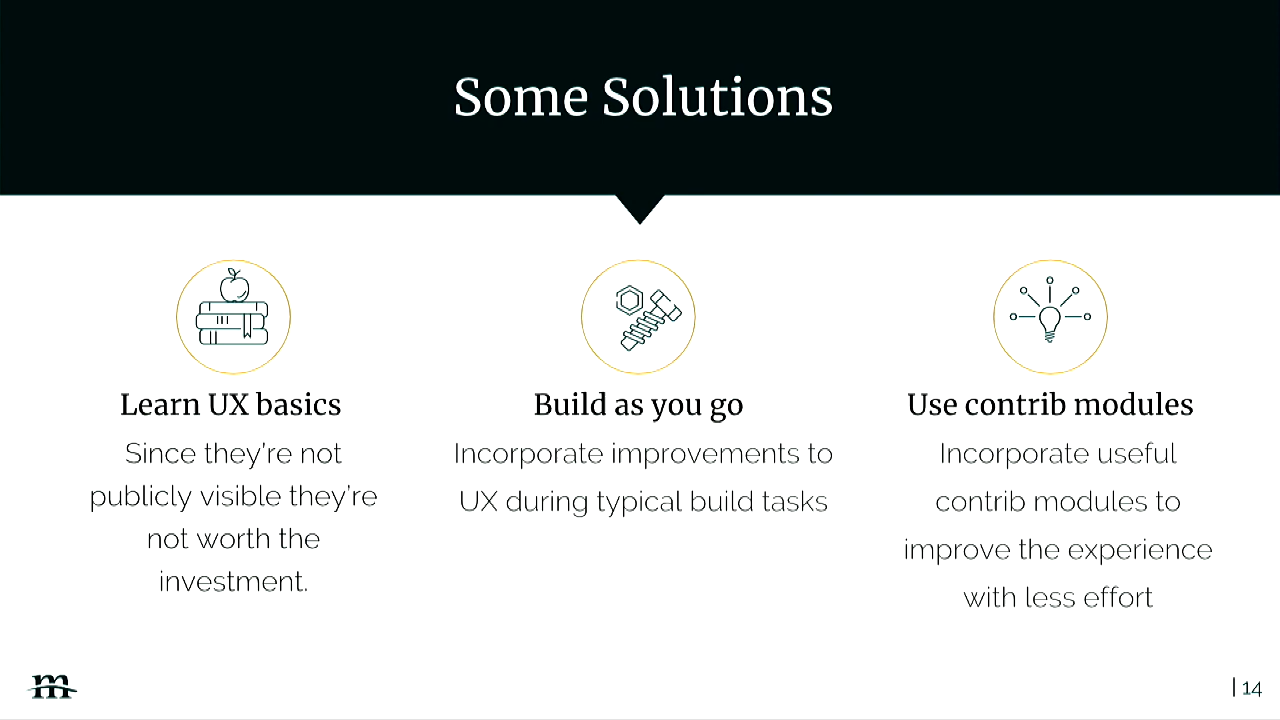 Some Solutions
Learn UX basics
Since they're not
publicly visible they're
not worth the
investment.
Build as you go
Incorporate improvements to
UX during typical build tasks
Use contrib modules
Incorporate useful
contrib modules to
improve the experience
with less effort
m
| 14